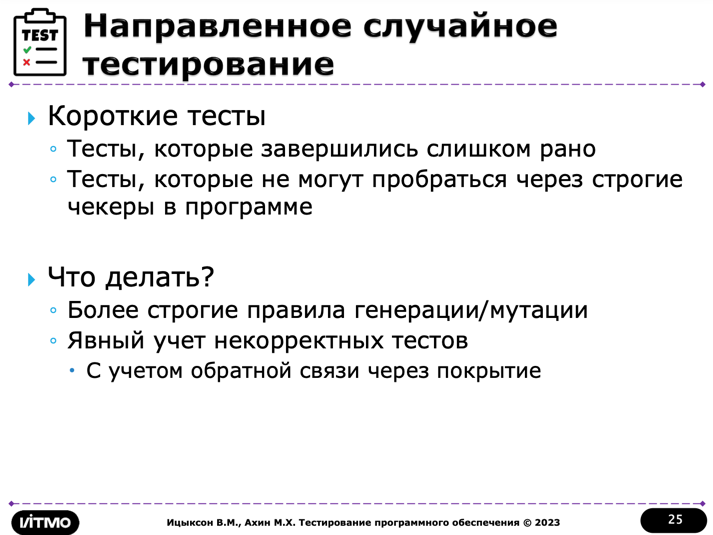 TEST
Направленное случайное
тестирование
Короткие тесты
Тесты, которые завершились слишком рано
Тесты, которые не могут пробраться через строгие
чекеры в программе
Что делать?
Более строгие правила генерации/мутации
Явный учет некорректных тестов
С учетом обратной связи через покрытие
ИТМО
Ицыксон В.М., Ахин М.Х. Тестирование программного обеспечения © 2023
25